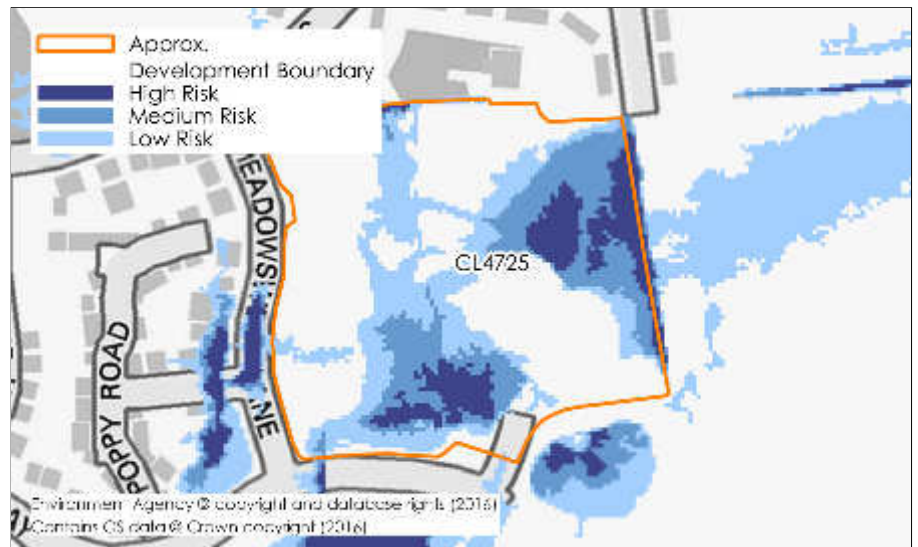 Approx.
Development Boundary
High Risk
Medium Risk
Low Risk
CL4725
POPPY ROAD
Environment Agency © copyright and database rights (2016)
Contains OS data © Crown copyright (2016)